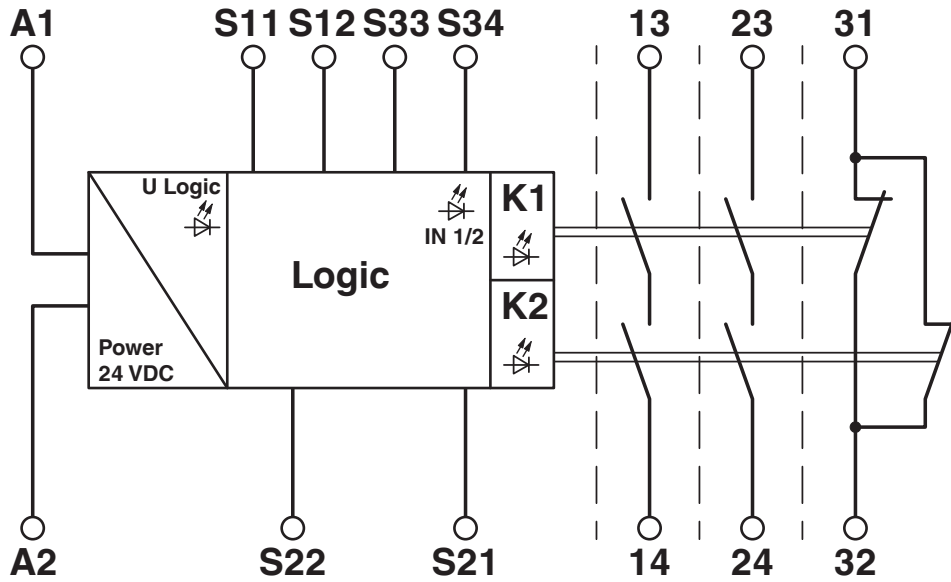 A1 S11 S12 S33 S34 13 23 31
U Logic
K1
IN 1/2
Logic
K2
Power
24 VDC
A2 S22 S21 14 24 32